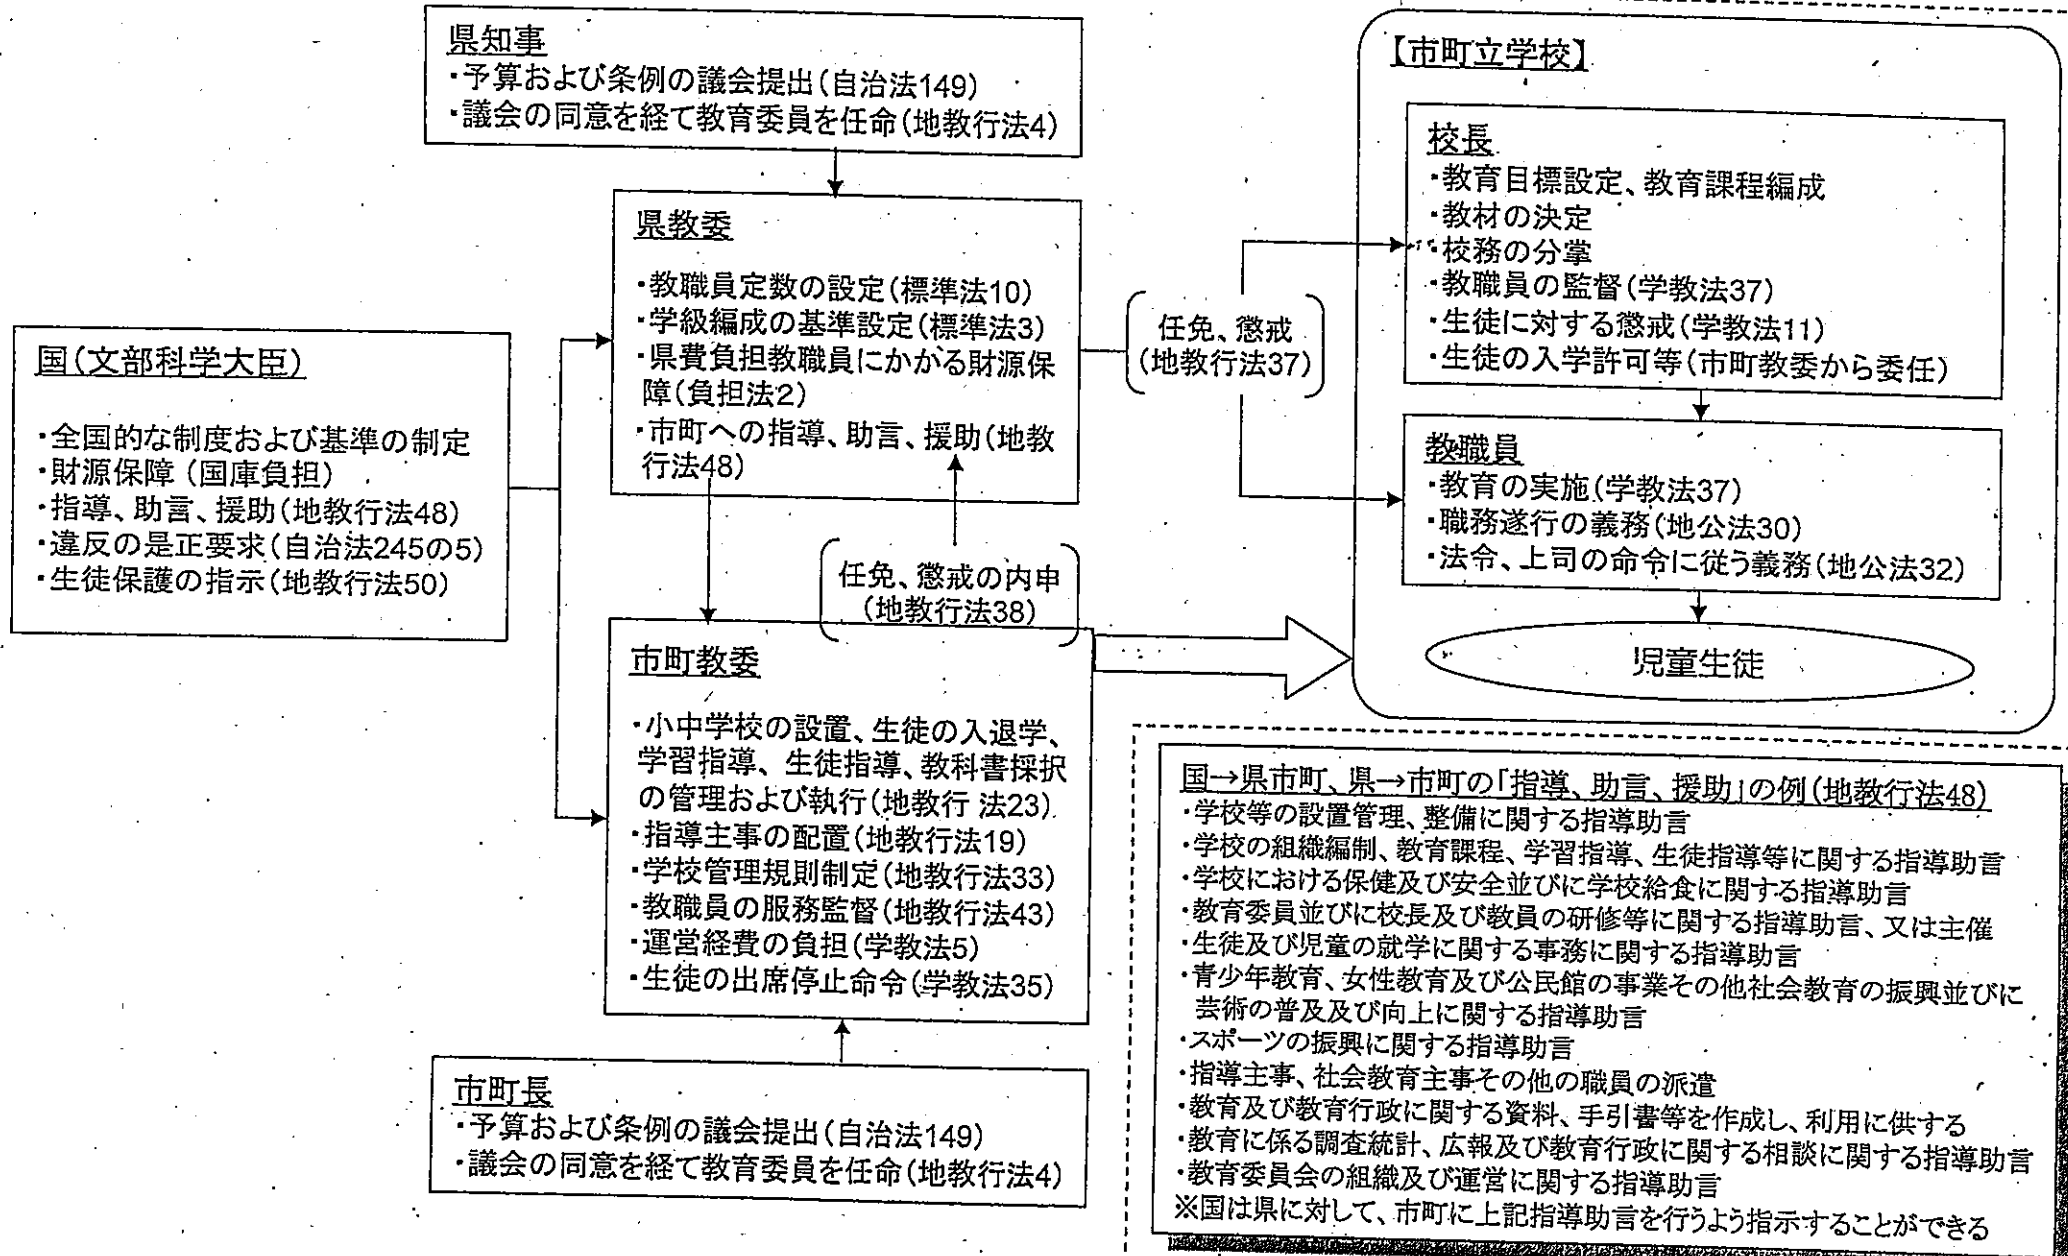 県知事
・予算および条例の議会提出(自治法149)
・議会の同意を経て教育委員を任命(地教行法4)
県教委
・教職員定数の設定(標準法10)
・学級編成の基準設定(標準法3)
・県費負担教職員にかかる財源保
障(負担法2)
・市町への指導、助言、援助(地教
行法48)
国(文部科学大臣)
・全国的な制度および基準の制定
・財源保障(国庫負担)
・指導、助言、援助(地教行法48)
・違反の是正要求(自治法245の5)
・生徒保護の指示(地教行法50)
任免、懲戒の内申
(地教行法38)
任免、懲戒
(地教行法37)
市町教委
・小中学校の設置、生徒の入退学、
学習指導、生徒指導、教科書採択
の管理および執行(地教行 法23)
・指導主事の配置(地教行法19)
・学校管理規則制定(地教行法33)
・教職員の服務監督(地教行法43)
・運営経費の負担(学教法5)
・生徒の出席停止命令(学教法35)
市町長
・予算および条例の議会提出(自治法149)
・議会の同意を経て教育委員を任命(地教行法4)
【市町立学校】
校長
・教育目標設定、教育課程編成
・教材の決定
・校務の分掌
・教職員の監督(学教法37)
・生徒に対する懲戒(学教法11)
・生徒の入学許可等(市町教委から委任)
教職員
・教育の実施(学教法37)
・職務遂行の義務(地公法30)
・法令、上司の命令に従う義務(地公法32)
児童生徒
国→県市町、県→市町の「指導、助言、援助」の例(地教行法48)
・学校等の設置管理、整備に関する指導助言
・学校の組織編制、教育課程、学習指導、生徒指導等に関する指導助言
・学校における保健及び安全並びに学校給食に関する指導助言
・教育委員並びに校長及び教員の研修等に関する指導助言、又は主催
・生徒及び児童の就学に関する事務に関する指導助言
・青少年教育、女性教育及び公民館の事業その他社会教育の振興並びに
芸術の普及及び向上に関する指導助言
・スポーツの振興に関する指導助言
・指導主事、社会教育主事その他の職員の派遣
・教育及び教育行政に関する資料、手引書等を作成し、利用に供する
・教育に係る調査統計、広報及び教育行政に関する相談に関する指導助言
・教育委員会の組織及び運営に関する指導助言
※国は県に対して、市町に上記指導助言を行うよう指示することができる